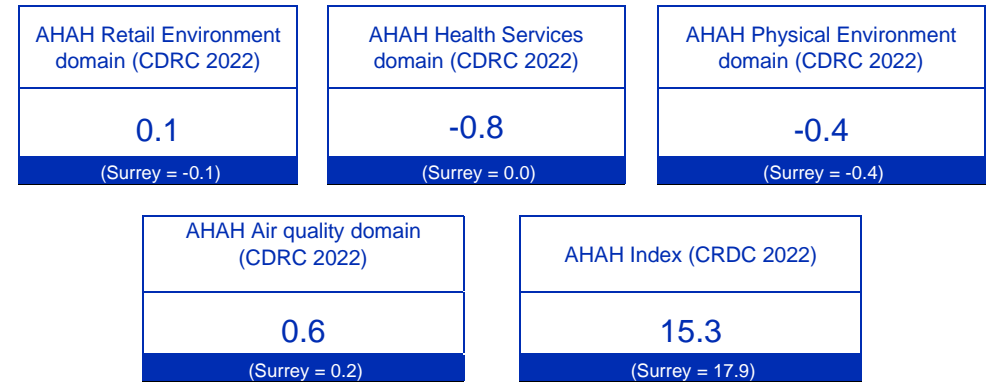 AHAH Retail Environment
domain (CDRC 2022)
0.1
(Surrey = -0.1)
AHAH Health Services
domain (CDRC 2022)
-0.8
(Surrey = 0.0)
AHAH Physical Environment
domain (CDRC 2022)
-0.4
(Surrey = -0.4)
AHAH Air quality domain
(CDRC 2022)
0.6
(Surrey = 0.2)
AHAH Index (CRDC 2022)
15.3
(Surrey = 17.9)